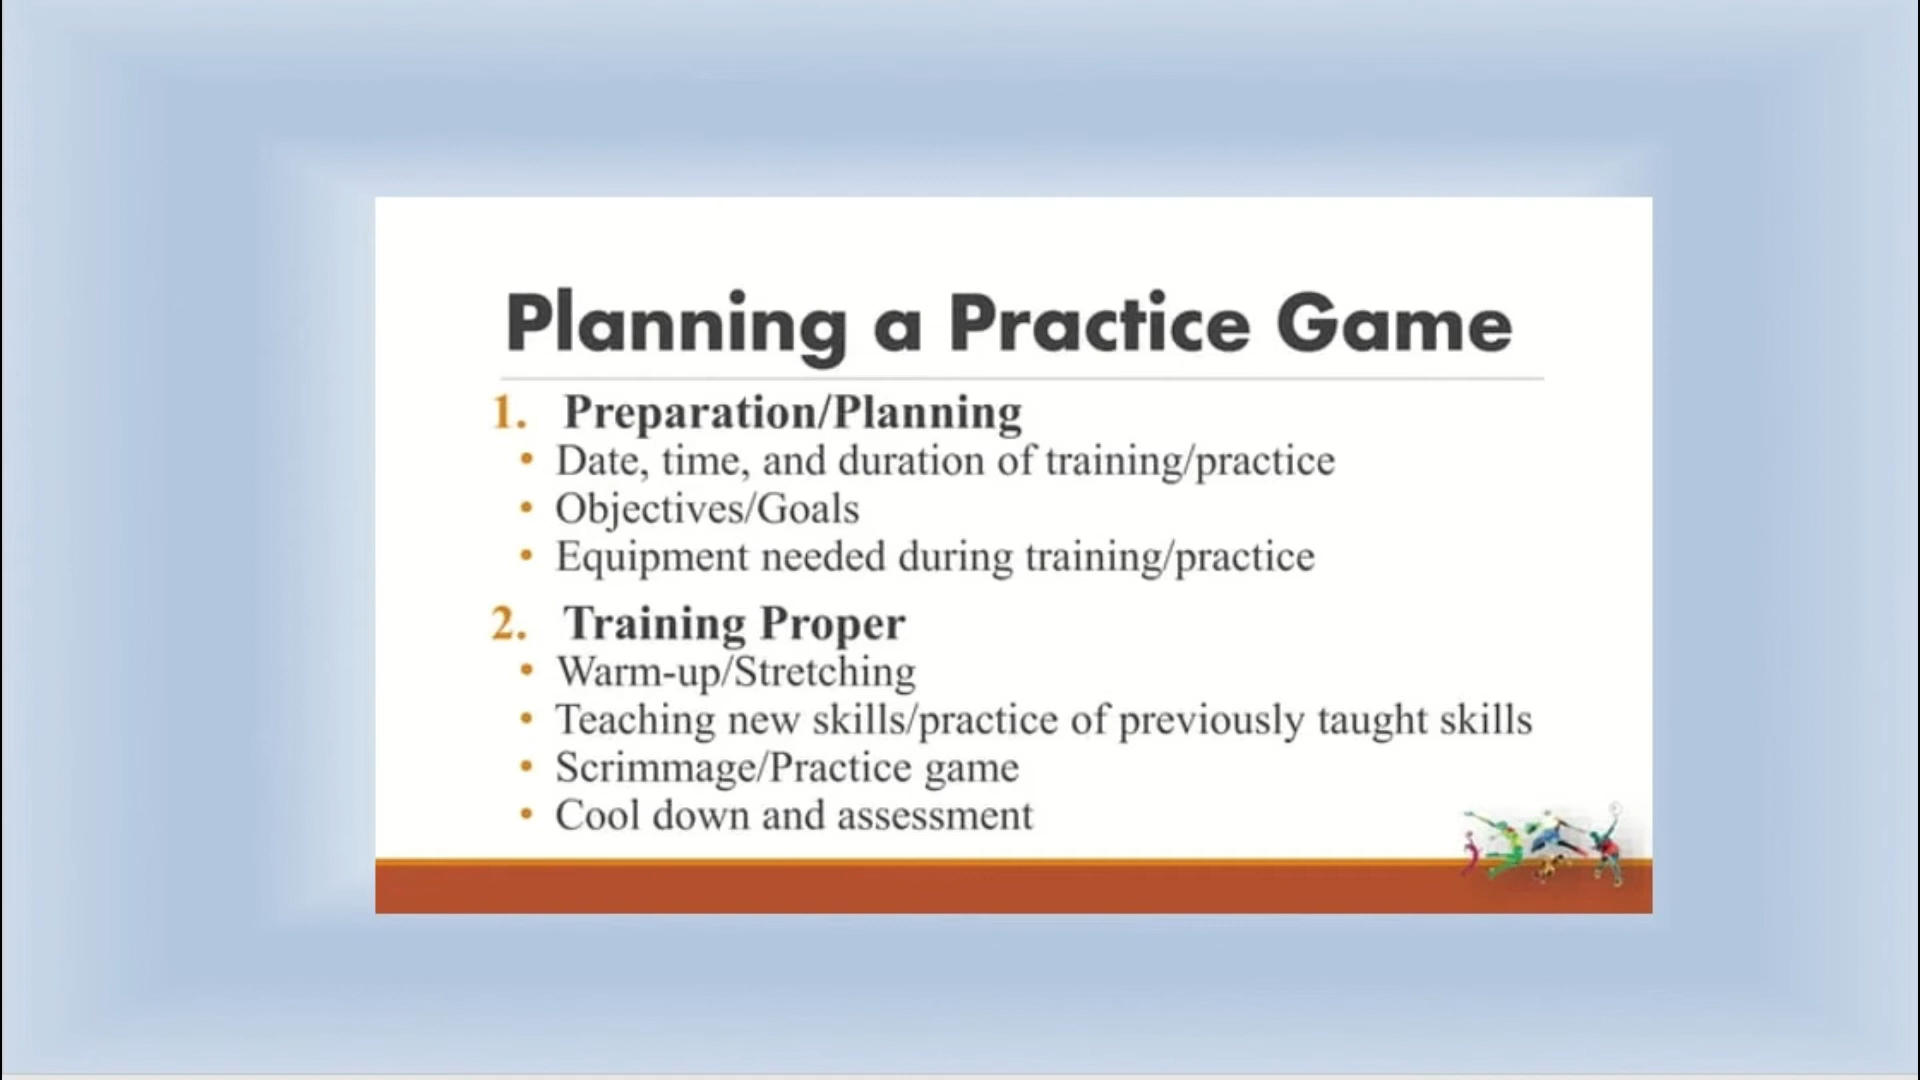 Planning a Practice Game
1. Preparation/Planning
• Date, time, and duration of training/practice
• Objectives/Goals
• Equipment needed during training/practice
2. Training Proper
• Warm-up/Stretching
• Teaching new skills/practice of previously taught skills
• Scrimmage/Practice game
• Cool down and assessment